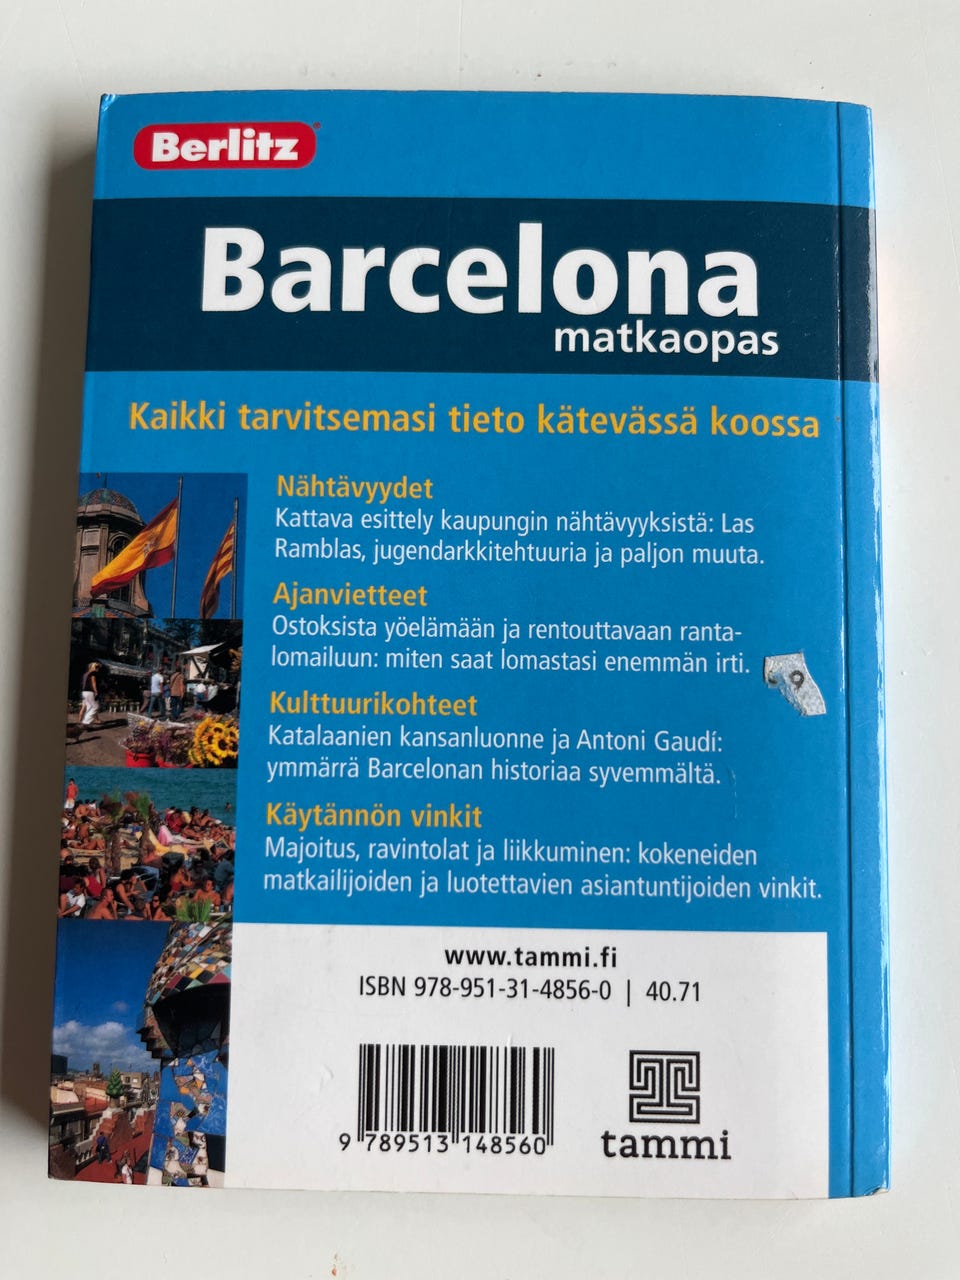 Berlitz®
Barcelona
matkaopas
Kaikki tarvitsemasi tieto kätevässä koossa
Nähtävyydet
Kattava esittely kaupungin nähtävyyksistä: Las
Ramblas, jugendarkkitehtuuria ja paljon muuta.
Ajanvietteet
Ostoksista yöelämään ja rentouttavaan ranta-
lomailuun: miten saat lomastasi enemmän irti.
Kulttuurikohteet
Katalaanien kansanluonne ja Antoni Gaudí:
ymmärrä Barcelonan historiaa syvemmältä.
Käytännön vinkit
Majoitus, ravintolat ja liikkuminen: kokeneiden
matkailijoiden ja luotettavien asiantuntijoiden vinkit.
www.tammi.fi
ISBN 978-951-31-4856-0 | 40.71
9 789513 148560
tammi